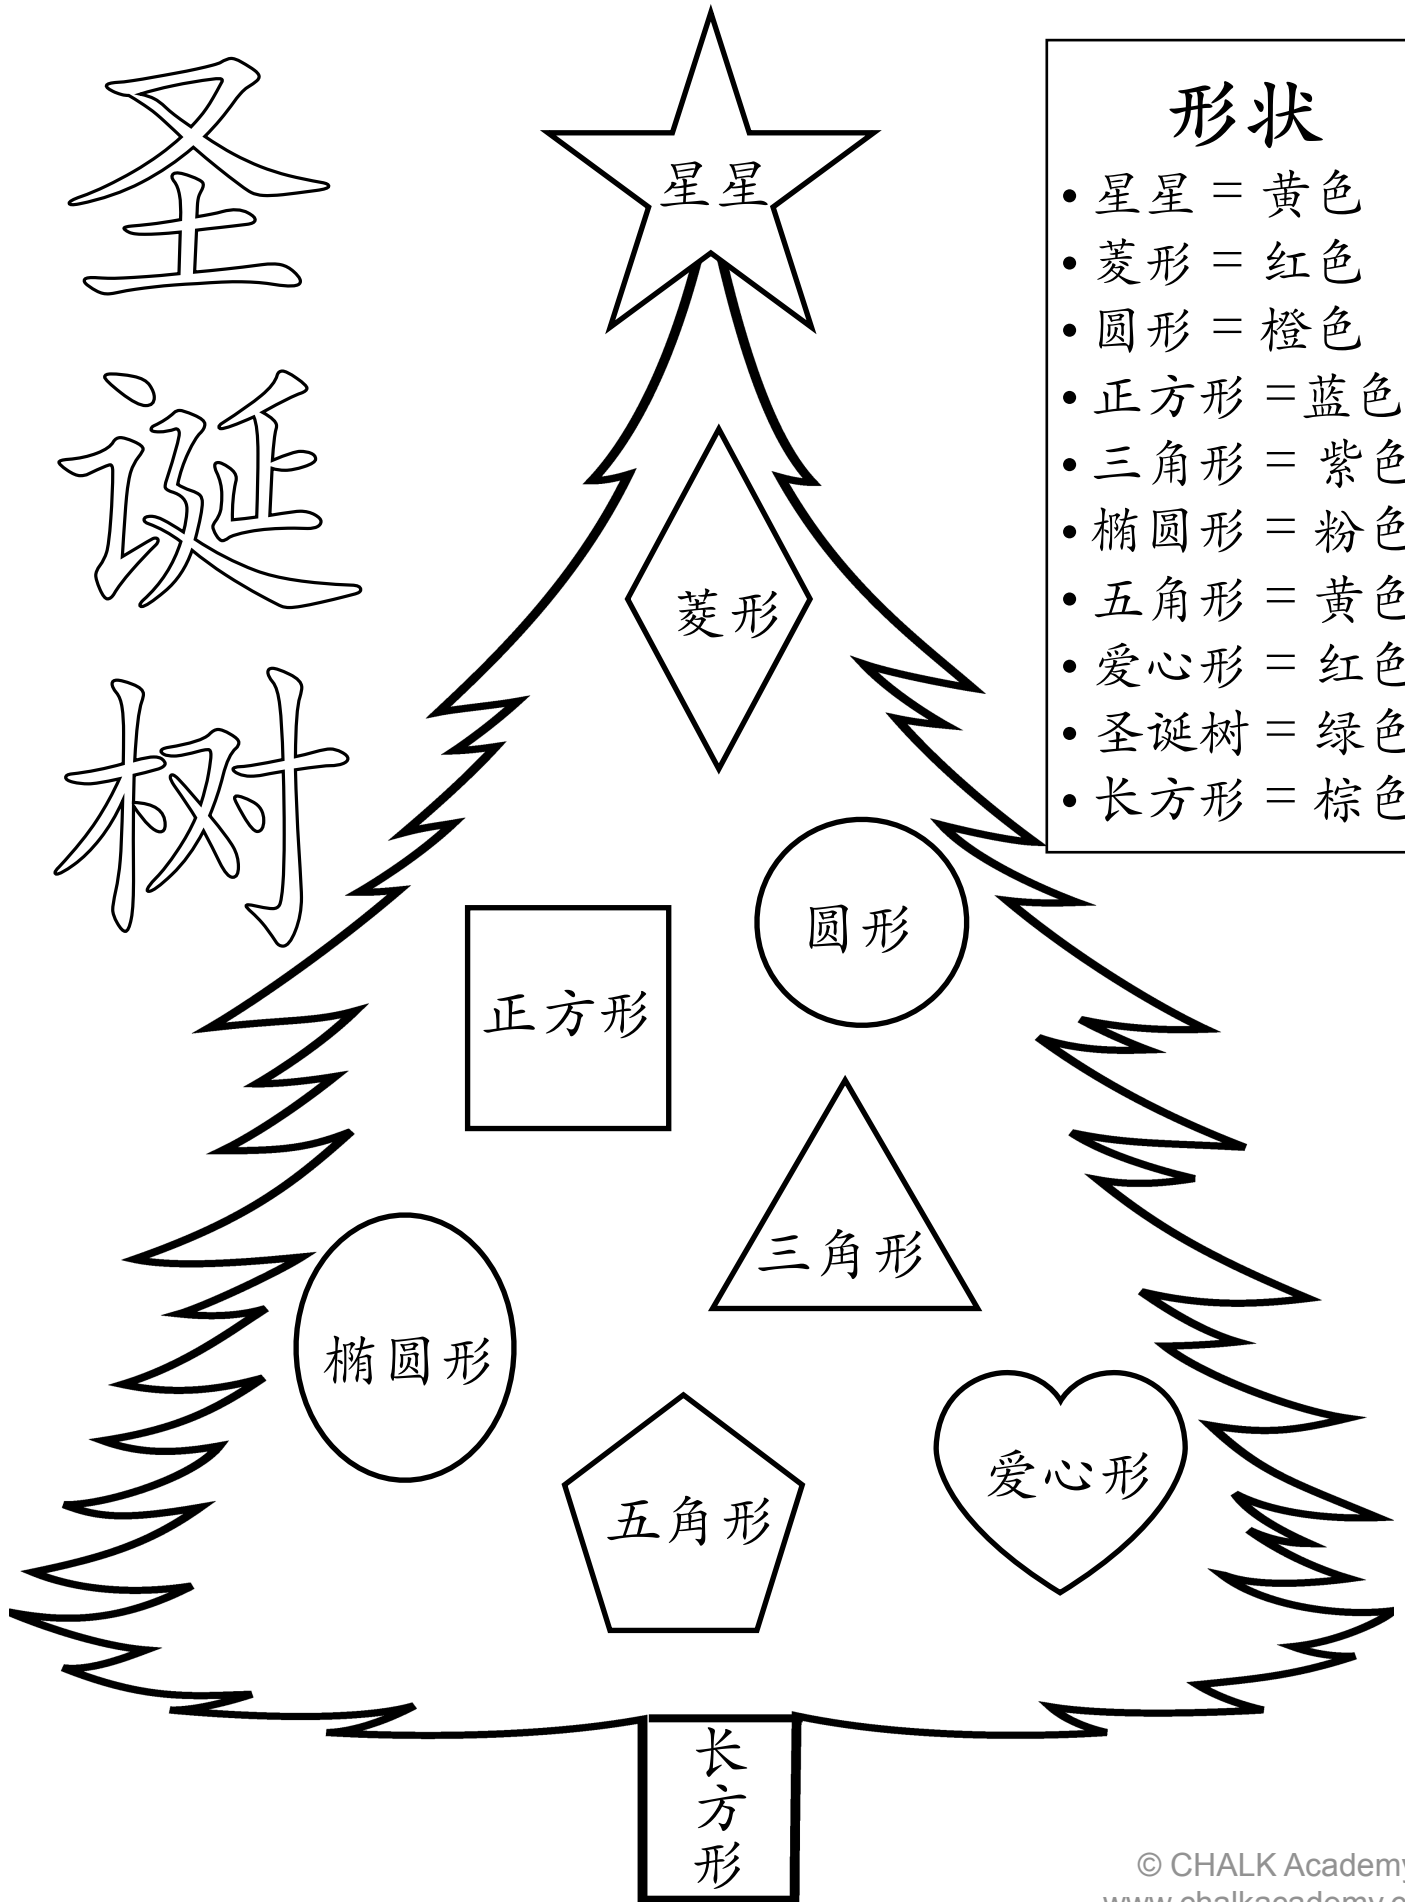 圣
诞
树
星星
菱形
圆形
正方形
三角形
椭圆形
五角形
爱心形
长
方
形
形状
• 星星 = 黄色
• 菱形 = 红色
• 圆形 = 橙色
• 正方形 =蓝色
• 三角形 = 紫色
• 椭圆形 = 粉色
• 五角形 = 黄色
• 爱心形 = 红色
• 圣诞树 = 绿色
• 长方形 = 棕色
© CHALK Academy